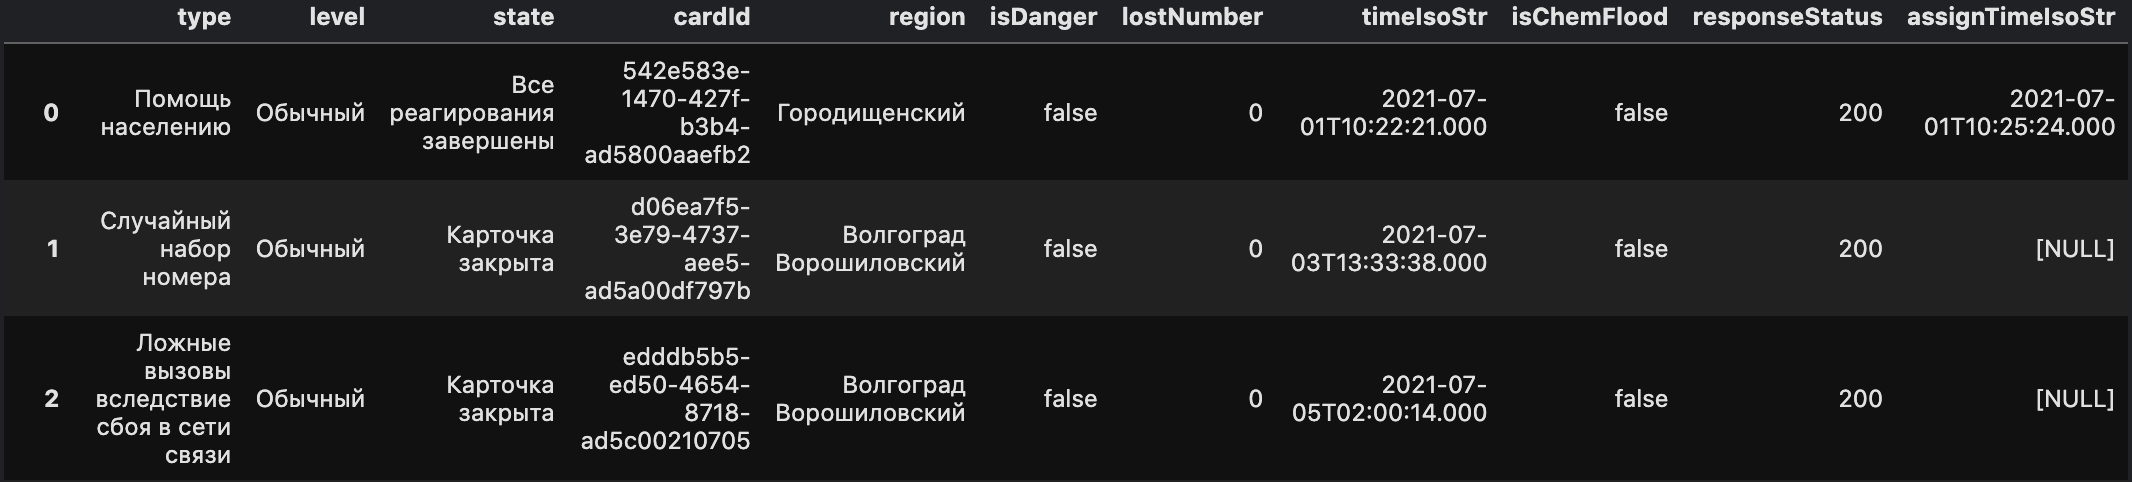 type level state cardId region isDanger lostNumber timeIsoStr isChemFlood responseStatus assignTimeIsoStr
0
Помощь
населению
Обычный
Все
реагирования
завершены
542e583e-
1470-427f-
b3b4-
ad5800aaefb2
Городищенский
false
0
2021-07-
01T10:22:21.000
false
200
2021-07-
01T10:25:24.000
1
Случайный
набор
номера
Обычный
Карточка
закрыта
d06ea7f5-
3e79-4737-
aee5-
ad5a00df797b
Волгоград
Ворошиловский
false
0
2021-07-
03T13:33:38.000
false
200
[NULL]
2
Ложные
вызовы
вследствие
сбоя в сети
связи
Обычный
Карточка
закрыта
edddb5b5-
ed50-4654-
8718-
ad5c00210705
Волгоград
Ворошиловский
false
0
2021-07-
05T02:00:14.000
false
200
[NULL]